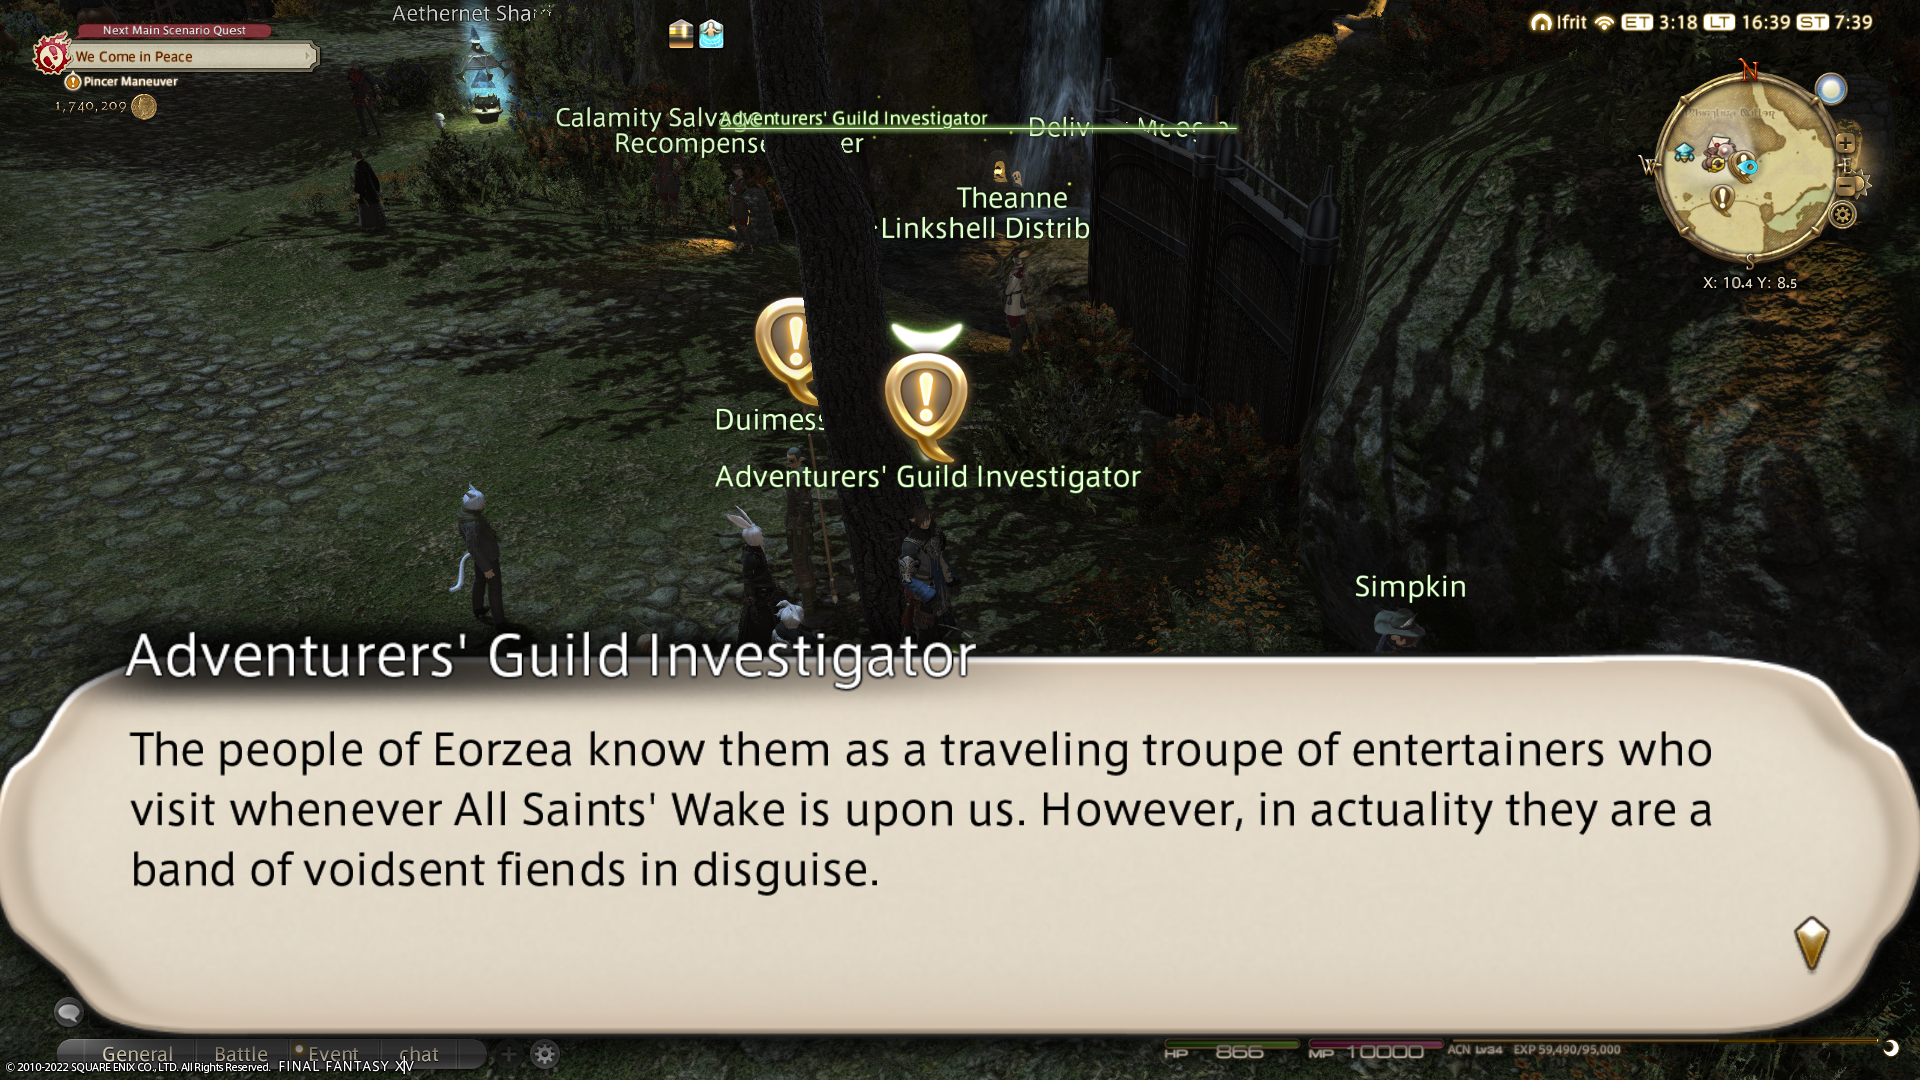 Aethernet Shar
Next Main Scenario Quest
We Come in Peace
Pincer Maneuver
1,740,209
Ifrit ET 3:18 LT 16:39 ST 7:39
N
W
E
S
X: 10.4 Y: 8.5
Calamity Salvage
Adventurers' Guild Investigator
Recompense er
Theanne
Linkshell Distrib
Duimess
Adventurers' Guild Investigator
Simpkin
Adventurers' Guild Investigator
The people of Eorzea know them as a traveling troupe of entertainers who
visit whenever All Saints' Wake is upon us. However, in actuality they are a
band of voidsent fiends in disguise.
General Battle Event chat
HP 866 MP 10000 ACN Lv34 EXP 59,490/95,000
© 2010-2022 SQUARE ENIX CO., LTD. All Rights Reserved. FINAL FANTASY XIV